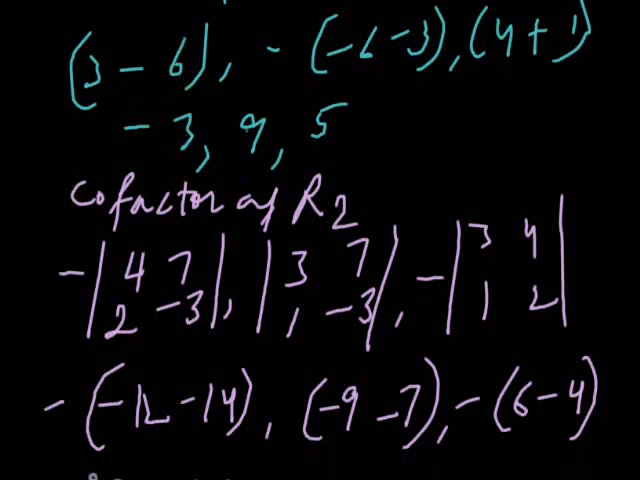 (3 - 6), - (-6 -3), (4 + 1)
- 3, 9, 5
Cofactor of R2
-| 4 7 |, | 3 7 |, -| 3 4 |
| 2 -3 | | 1 -3 | | 1 2 |
- (-12 -14), (-9 -7), - (6 - 4)